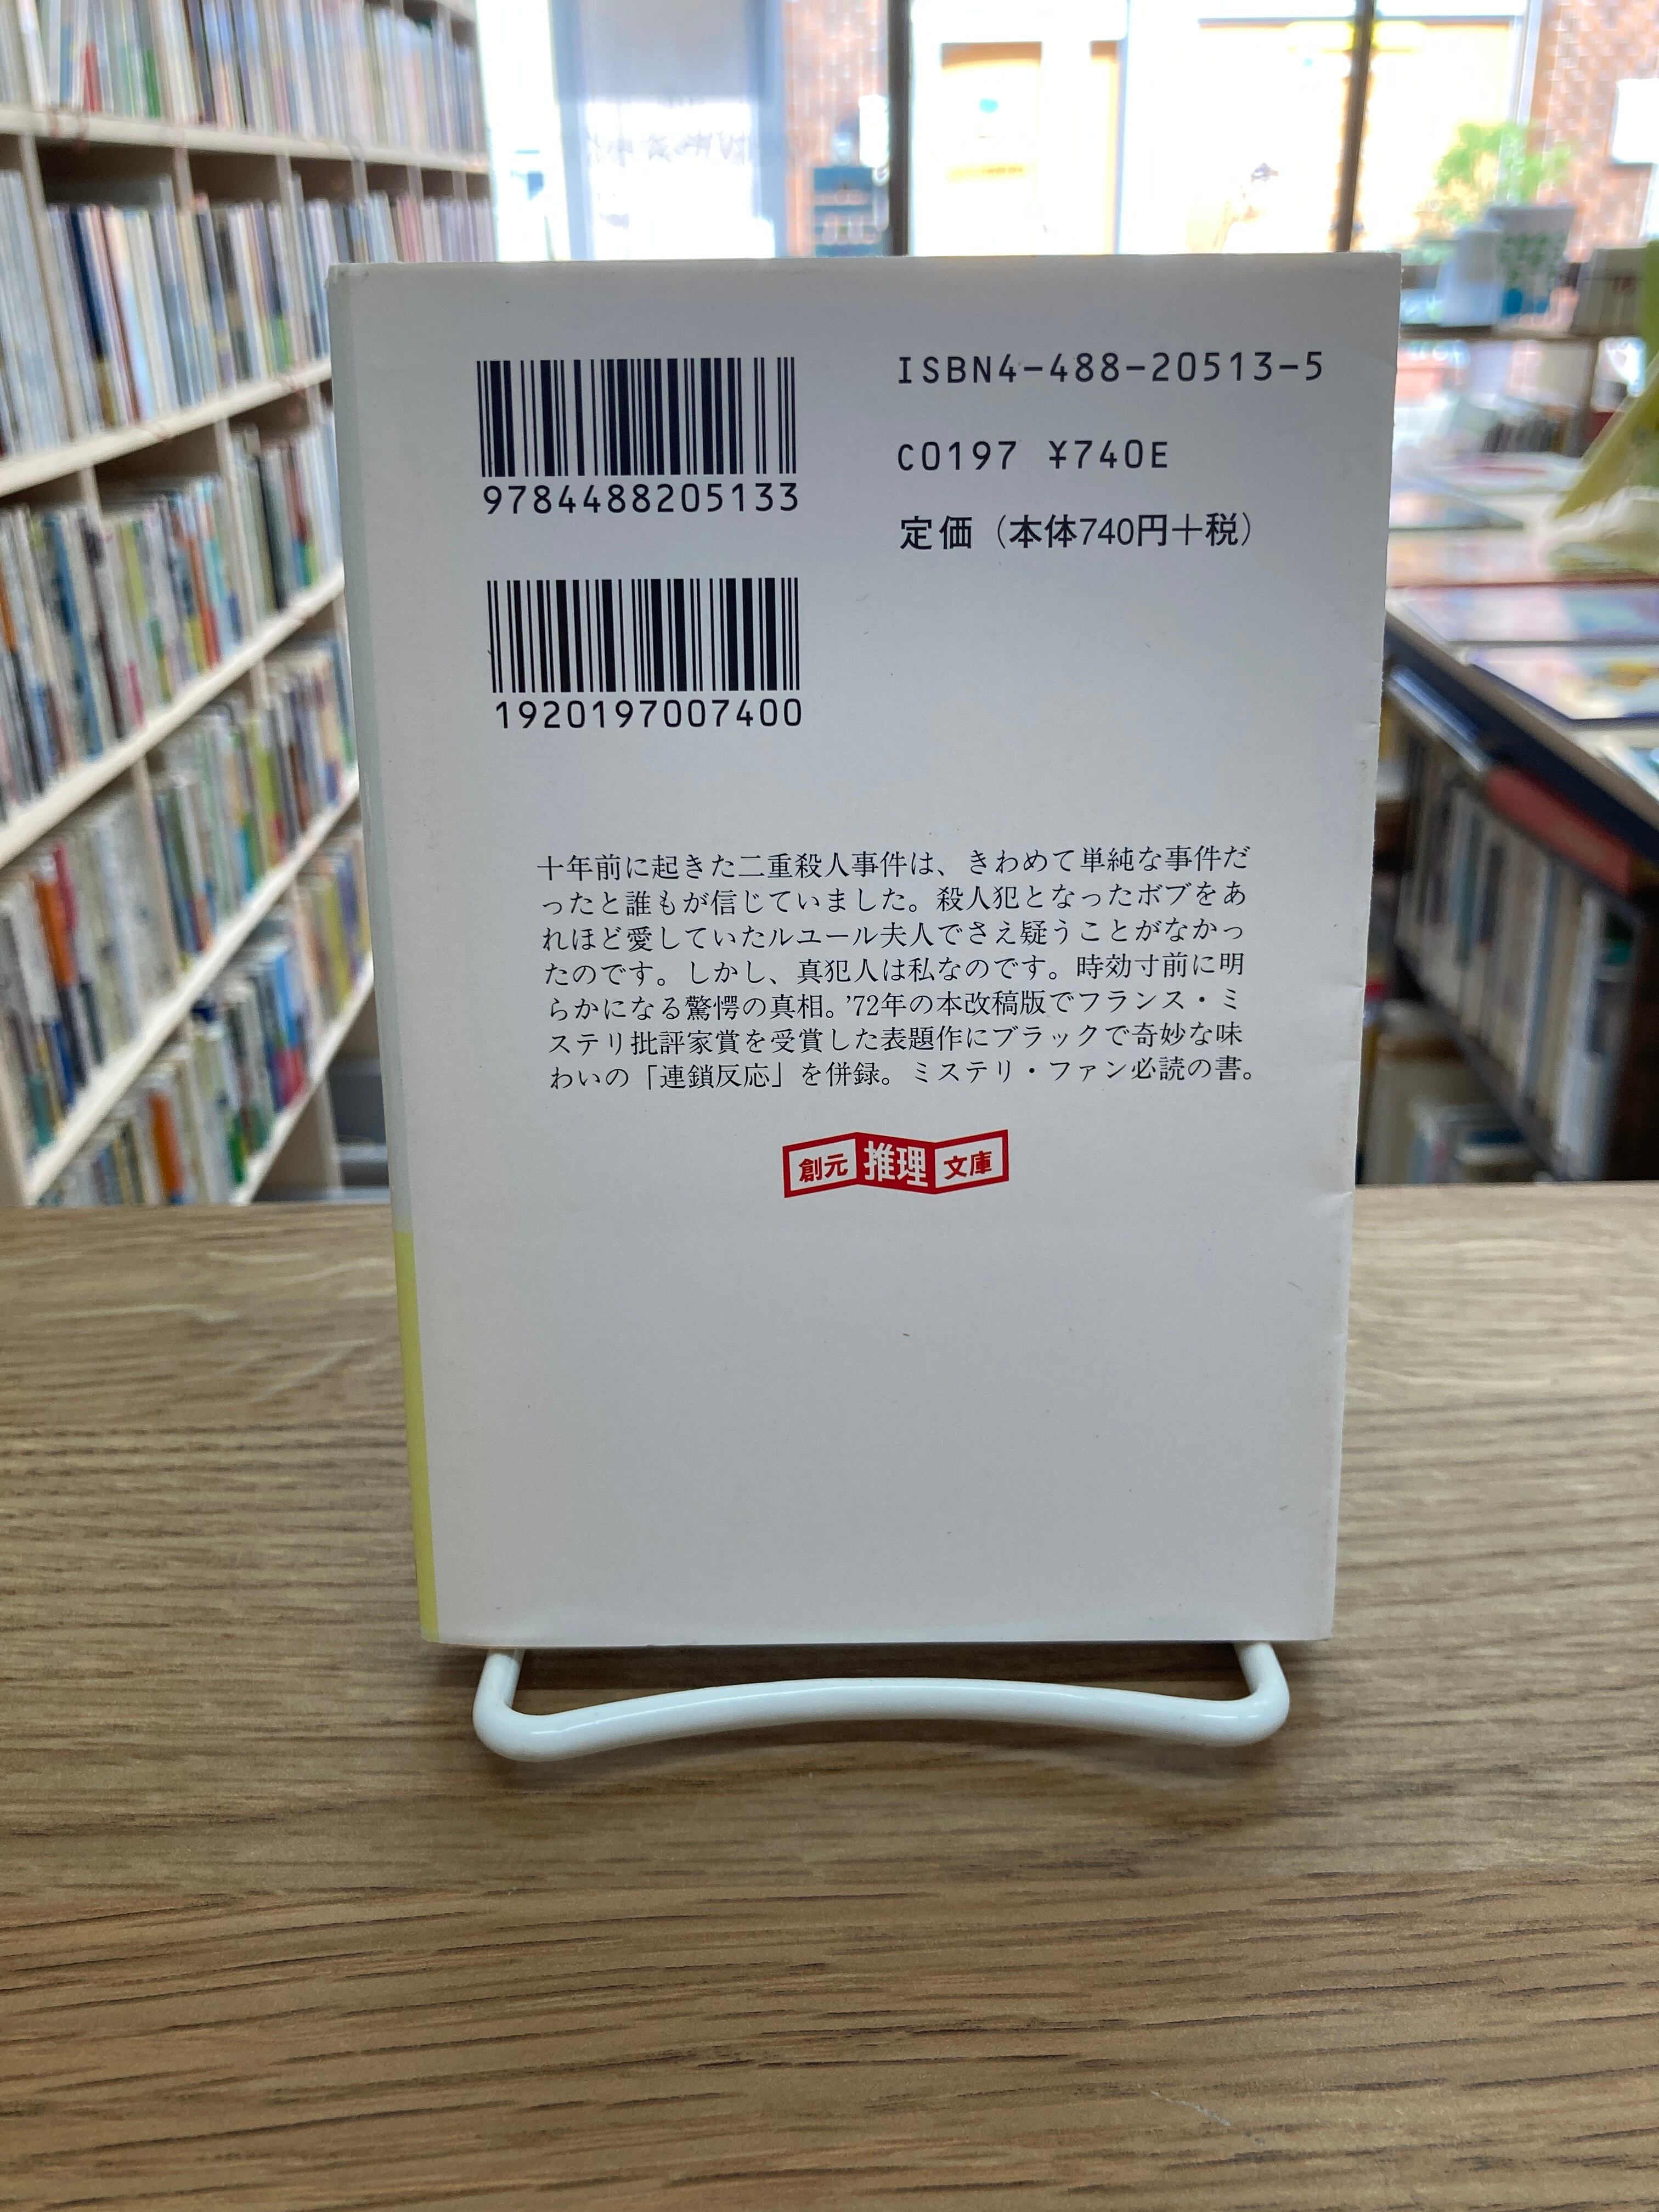 ISBN4-488-20513-5
C0197 ¥740E
定価（本体740円＋税）
9784488205133
1920197007400
十年前に起きた二重殺人事件は、きわめて単純な事件だ
ったと誰もが信じていました。殺人犯となったボブをあ
れほど愛していたルユール夫人でさえ疑うことがなかっ
たのです。しかし、真犯人は私なのです。時効寸前に明
らかになる驚愕の真相。’72年の本改稿版でフランス・ミ
ステリ批評家賞を受賞した表題作にブラックで奇妙な味
わいの「連鎖反応」を併録。ミステリ・ファン必読の書。
創元推理文庫